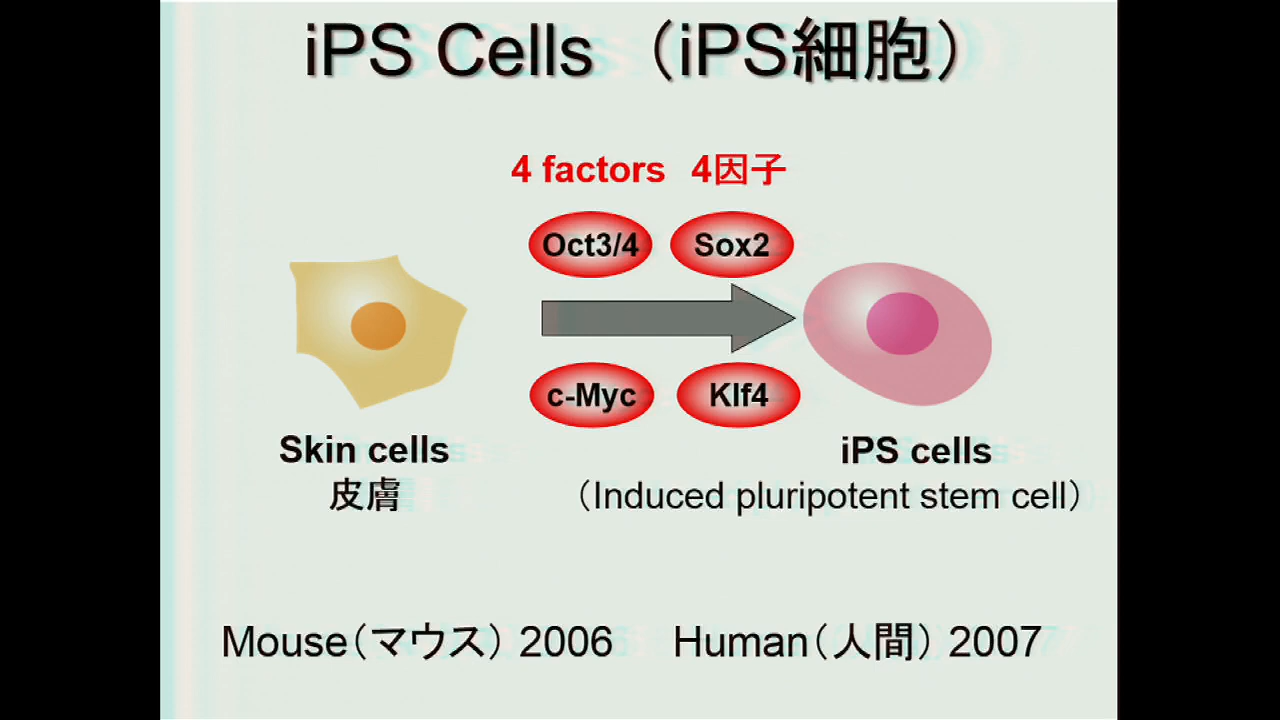 iPS Cells （iPS細胞）
4 factors 4因子
Oct3/4 Sox2
c-Myc Klf4
Skin cells
皮膚
iPS cells
（Induced pluripotent stem cell）
Mouse（マウス） 2006 Human（人間） 2007